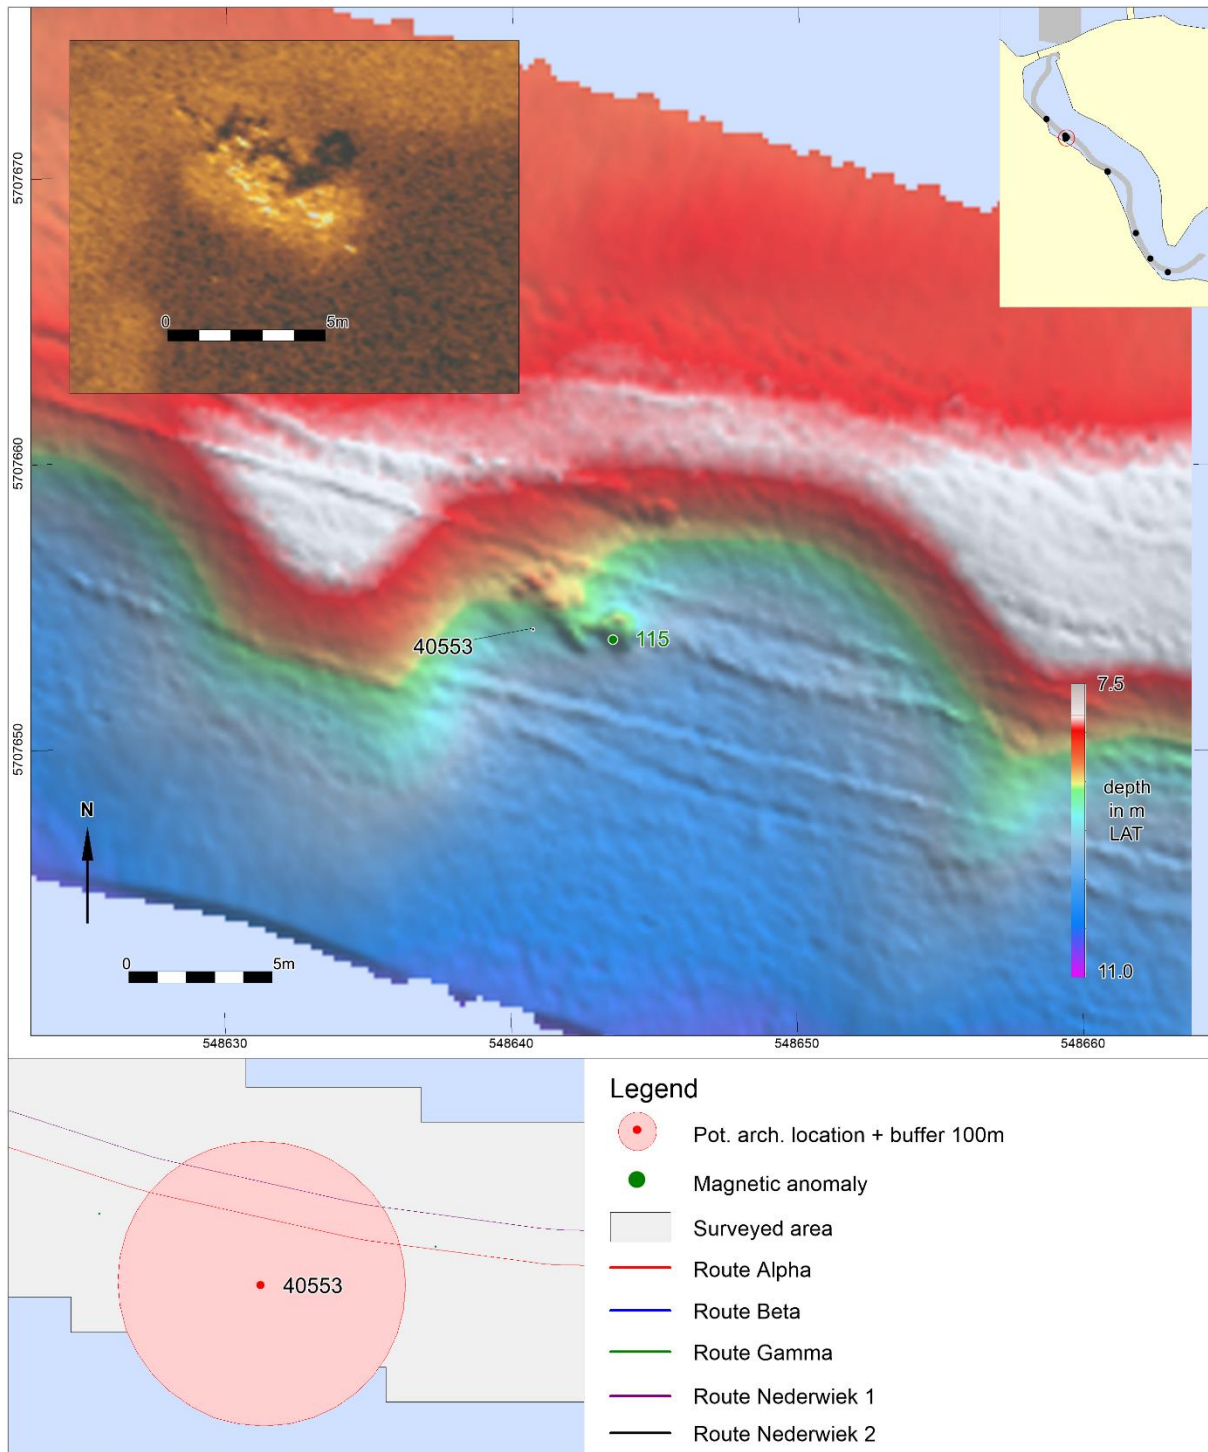 0 5m
5707670
5707660
5707650
40553
115
7.5
depth
in m
LAT
11.0
N
0 5m
548630 548640 548650 548660
40553
Legend
Pot. arch. location + buffer 100m
Magnetic anomaly
Surveyed area
Route Alpha
Route Beta
Route Gamma
Route Nederwiek 1
Route Nederwiek 2